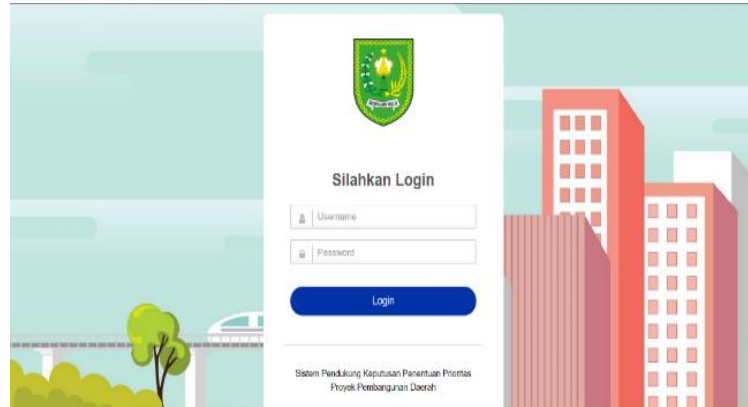 Silahkan Login
Username
Password
Login
Sistem Pendukung Keputusan Penentuan Prioritas
Proyek Pembangunan Daerah